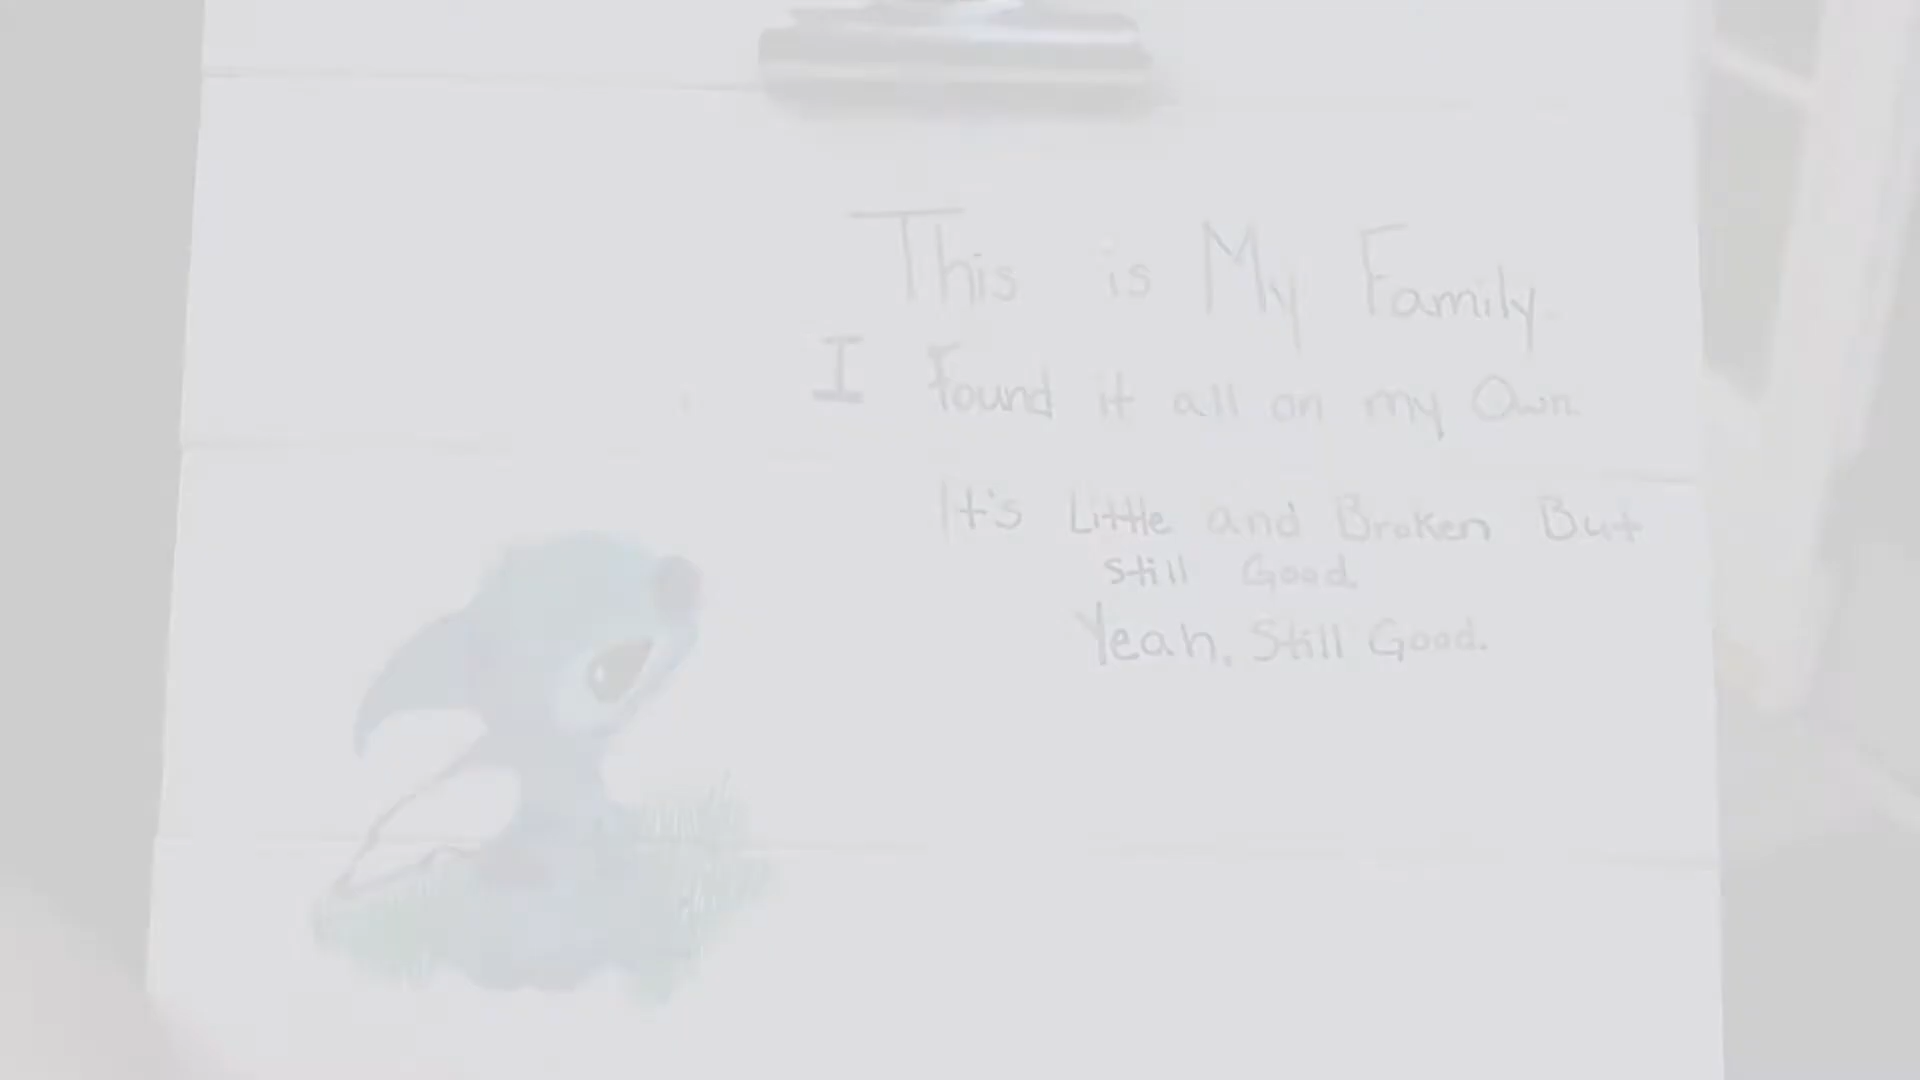 This is My Family.
I Found it all on my Own.
It's Little and Broken But
Still Good.
Yeah, Still Good.